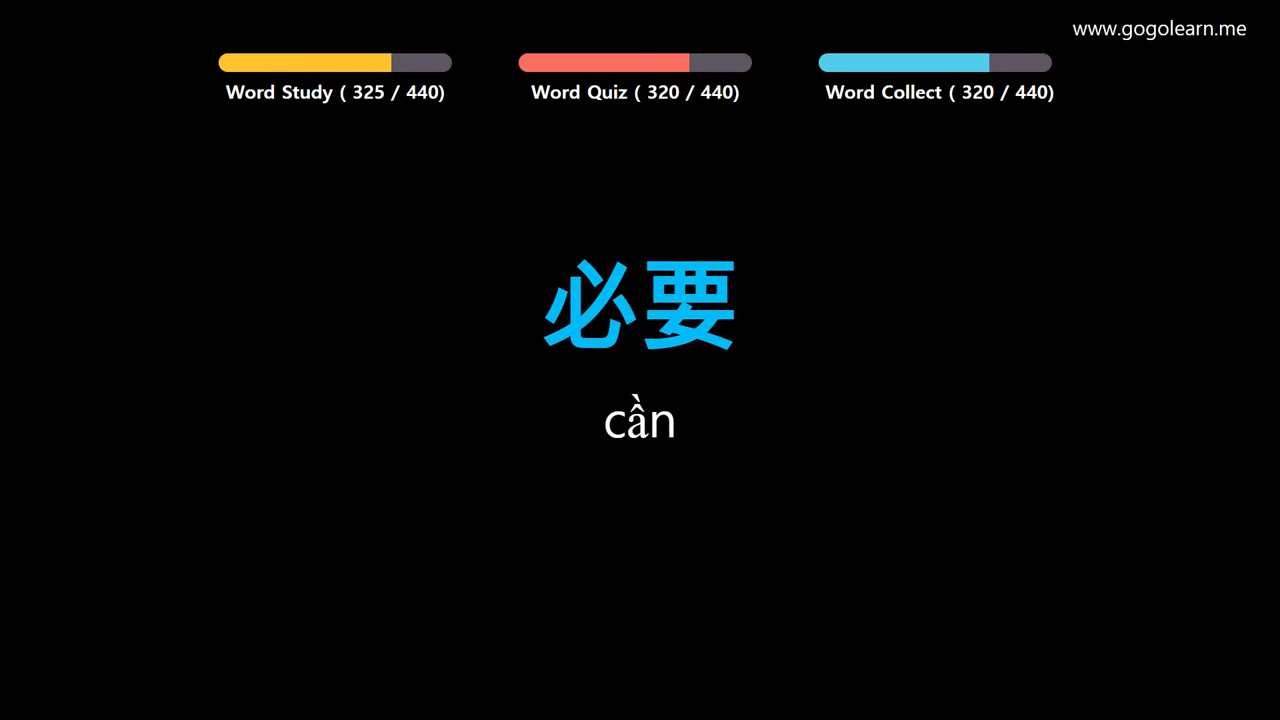 www.gogolearn.me
Word Study ( 325 / 440)
Word Quiz ( 320 / 440)
Word Collect ( 320 / 440)
必要
cần